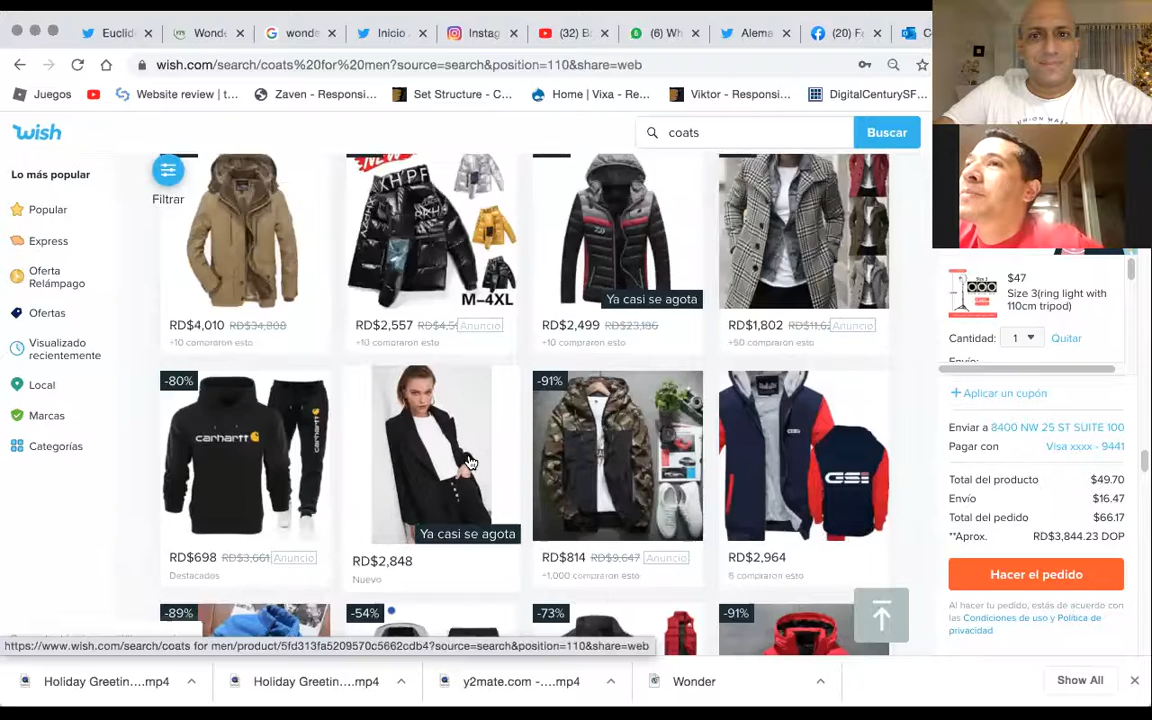 Euclid
Wonde
wonde
Inicio
Instag
(32) B
(6) Wh
Alema
(20) Fa
wish.com/search/coats%20for%20men?source=search&position=110&share=web
Juegos
Website review | t...
Zaven - Responsi...
Set Structure - C...
Home | Vixa - Re...
Viktor - Responsi...
DigitalCenturySF...
wish
coats
Buscar
Lo más popular
Popular
Express
Oferta
Relámpago
Ofertas
Visualizado
recientemente
Local
Marcas
Categorías
Filtrar
M-4XL
Ya casi se agota
RD$4,010 RD$34,808
+10 compraron esto
RD$2,557 Anuncio
+10 compraron esto
RD$2,499 RD$23,186
+10 compraron esto
RD$1,802 Anuncio
+50 compraron esto
-80%
carhartt
carhartt
RD$698 RD$3,661 Anuncio
Destacados
Ya casi se agota
RD$2,848
Nuevo
-91%
RD$814 RD$9,647 Anuncio
+1,000 compraron esto
GSI
RD$2,964
5 compraron esto
-89%
-54%
-73%
-91%
$47
Size 3(ring light with
110cm tripod)
Cantidad: 1 Quitar
Envío:
+ Aplicar un cupón
Enviar a 8400 NW 25 ST SUITE 100
Pagar con Visa xxxx - 9441
Total del producto $49.70
Envío $16.47
Total del pedido $66.17
**Aprox. RD$3,844.23 DOP
Hacer el pedido
Al hacer tu pedido, estás de acuerdo con
las Condiciones de uso y Política de
privacidad
https://www.wish.com/search/coats for men/product/5fd313fa5209570c5662cdb4?source=search&position=110&share=web
Holiday Greetin....mp4
Holiday Greetin....mp4
y2mate.com -....mp4
Wonder
Show All